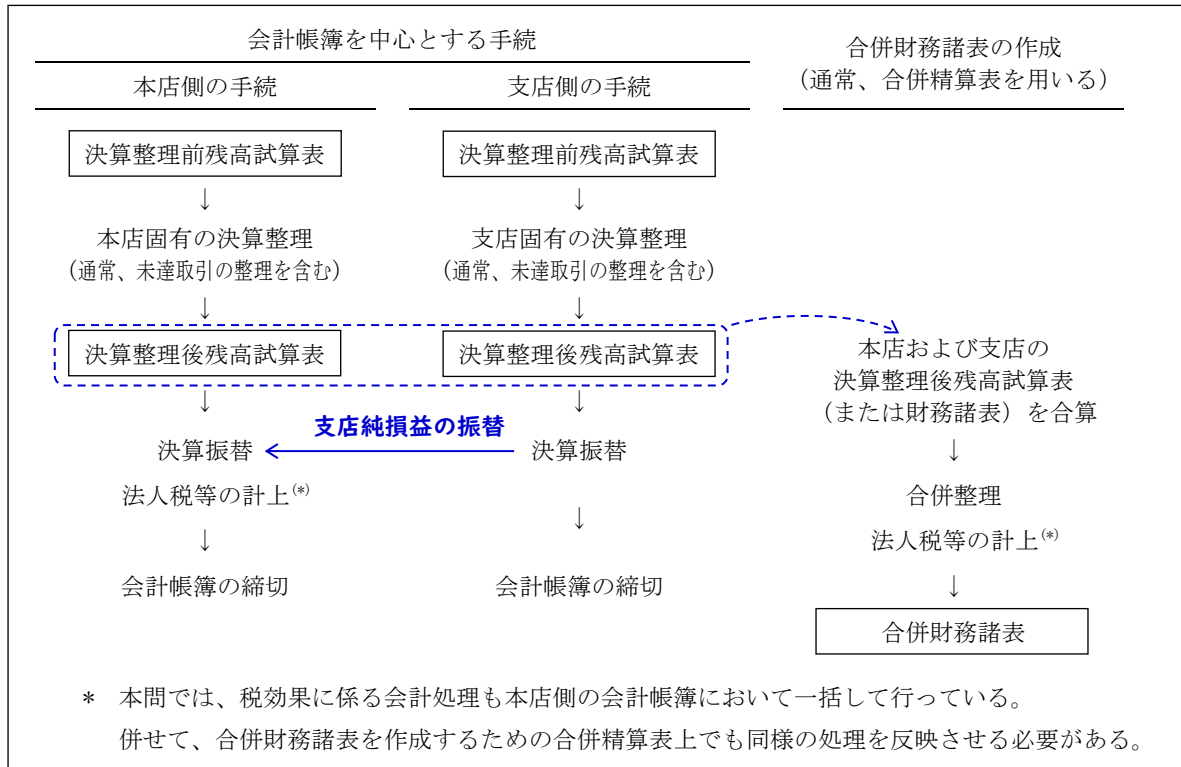 会計帳簿を中心とする手続
合併財務諸表の作成
（通常、合併精算表を用いる）
本店側の手続
支店側の手続
決算整理前残高試算表
決算整理前残高試算表
↓
↓
本店固有の決算整理
（通常、未達取引の整理を含む）
支店固有の決算整理
（通常、未達取引の整理を含む）
↓
↓
決算整理後残高試算表
決算整理後残高試算表
本店および支店の
決算整理後残高試算表
（または財務諸表）を合算
↓
↓
支店純損益の振替
決算振替
決算振替
↓
法人税等の計上(*)
↓
合併整理
法人税等の計上(*)
↓
会計帳簿の締切
会計帳簿の締切
↓
合併財務諸表
* 本問では、税効果に係る会計処理も本店側の会計帳簿において一括して行っている。
併せて、合併財務諸表を作成するための合併精算表上でも同様の処理を反映させる必要がある。